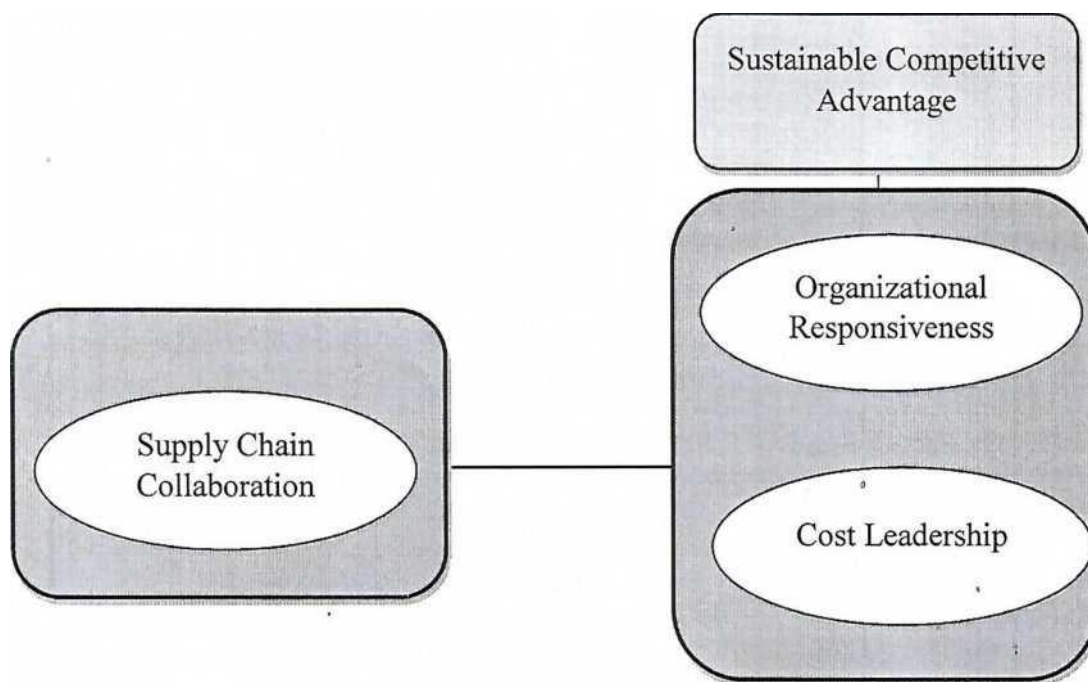 Sustainable Competitive
Advantage
Organizational
Responsiveness
Supply Chain
Collaboration
Cost Leadership